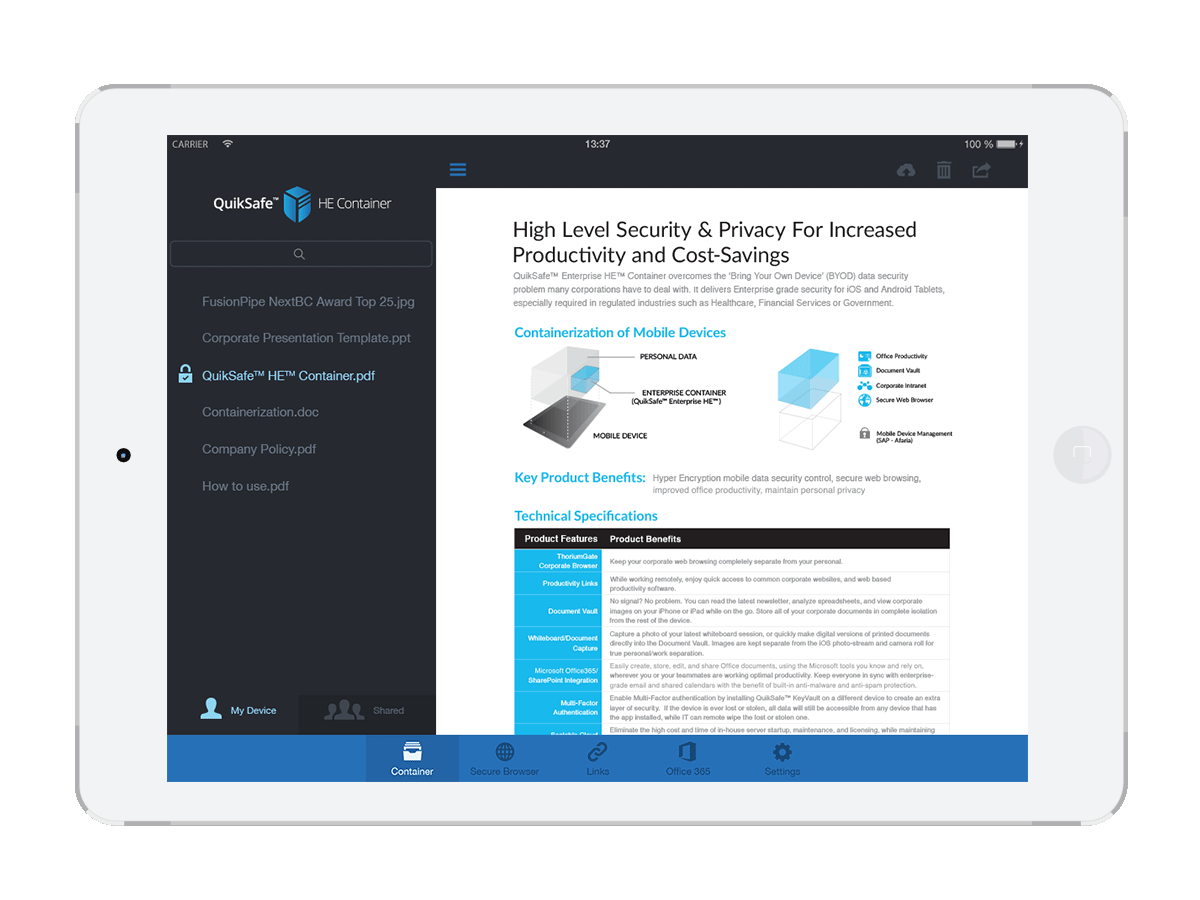 CARRIER 13:37 100 %
QuikSafe™ HE Container
FusionPipe NextBC Award Top 25.jpg
Corporate Presentation Template.ppt
QuikSafe™ HE™ Container.pdf
Containerization.doc
Company Policy.pdf
How to use.pdf
My Device
Shared
High Level Security & Privacy For Increased
Productivity and Cost-Savings
QuikSafe™ Enterprise HE™ Container overcomes the 'Bring Your Own Device' (BYOD) data security
problem many corporations have to deal with. It delivers Enterprise grade security for iOS and Android Tablets,
especially required in regulated industries such as Healthcare, Financial Services or Government.
Containerization of Mobile Devices
PERSONAL DATA
ENTERPRISE CONTAINER
(QuikSafe™ Enterprise HE™)
MOBILE DEVICE
Office Productivity
Document Vault
Corporate Intranet
Secure Web Browser
Mobile Device Management
(SAP - Afaria)
Key Product Benefits: Hyper Encryption mobile data security control, secure web browsing,
improved office productivity, maintain personal privacy
Technical Specifications
Product Features Product Benefits
ThoriumGate
Corporate Browser
Keep your corporate web browsing completely separate from your personal.
Productivity Links
While working remotely, enjoy quick access to common corporate websites, and web based
productivity software.
Document Vault
No signal? No problem. You can read the latest newsletter, analyze spreadsheets, and view corporate
images on your iPhone or iPad while on the go. Store all of your corporate documents in complete isolation
from the rest of the device.
Whiteboard/Document
Capture
Capture a photo of your latest whiteboard session, or quickly make digital versions of printed documents
directly into the Document Vault. Images are kept separate from the iOS photo-stream and camera roll for
true personal/work separation.
Microsoft Office365/
SharePoint Integration
Easily create, store, edit, and share Office documents, using the Microsoft tools you know and rely on,
wherever you or your teammates are working optimal productivity. Keep everyone in sync with enterprise-
grade email and shared calendars with the benefit of built-in anti-malware and anti-spam protection.
Multi-Factor
Authentication
Enable Multi-Factor authentication by installing QuikSafe™ KeyVault on a different device to create an extra
layer of security. If the device is ever lost or stolen, all data will still be accessible from any device that has
the app installed, while IT can remote wipe the lost or stolen one.
Scalable Cloud
Eliminate the high cost and time of in-house server startup, maintenance, and licensing, while maintaining
Container
Secure Browser
Links
Office 365
Settings